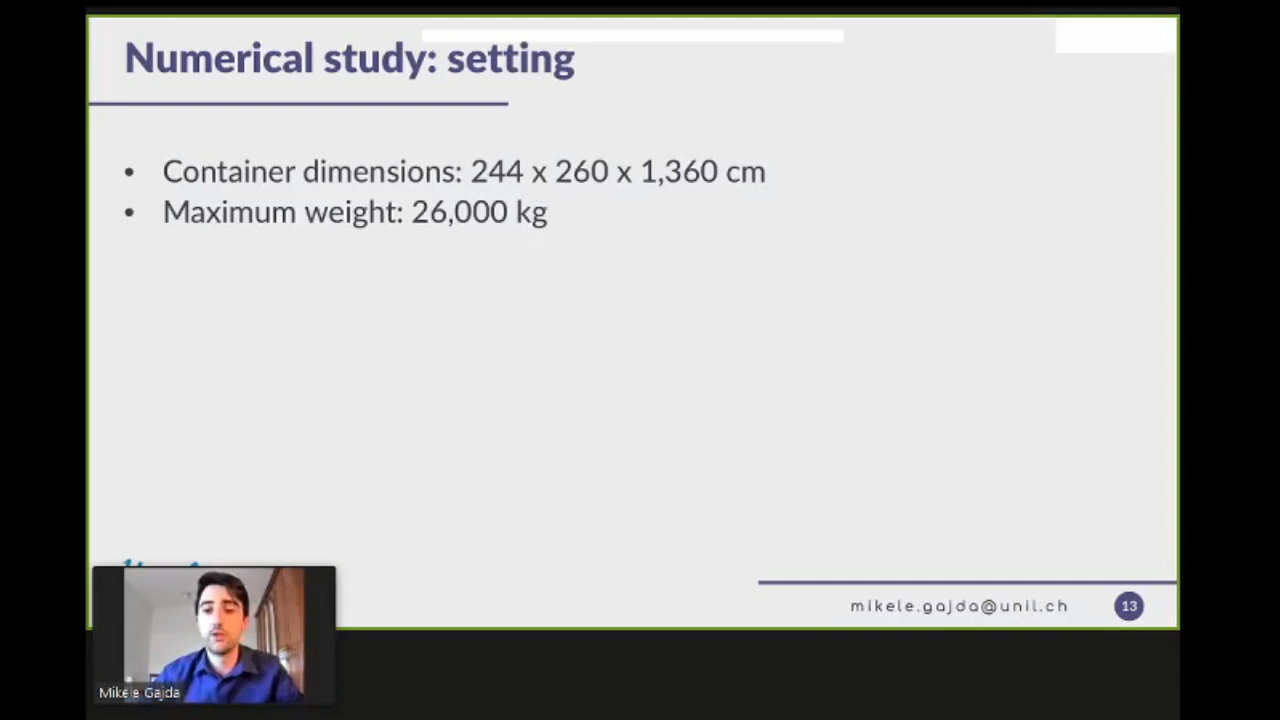 Numerical study: setting
• Container dimensions: 244 x 260 x 1,360 cm
• Maximum weight: 26,000 kg
mikele.gajda@unil.ch 13
Mikele Gajda